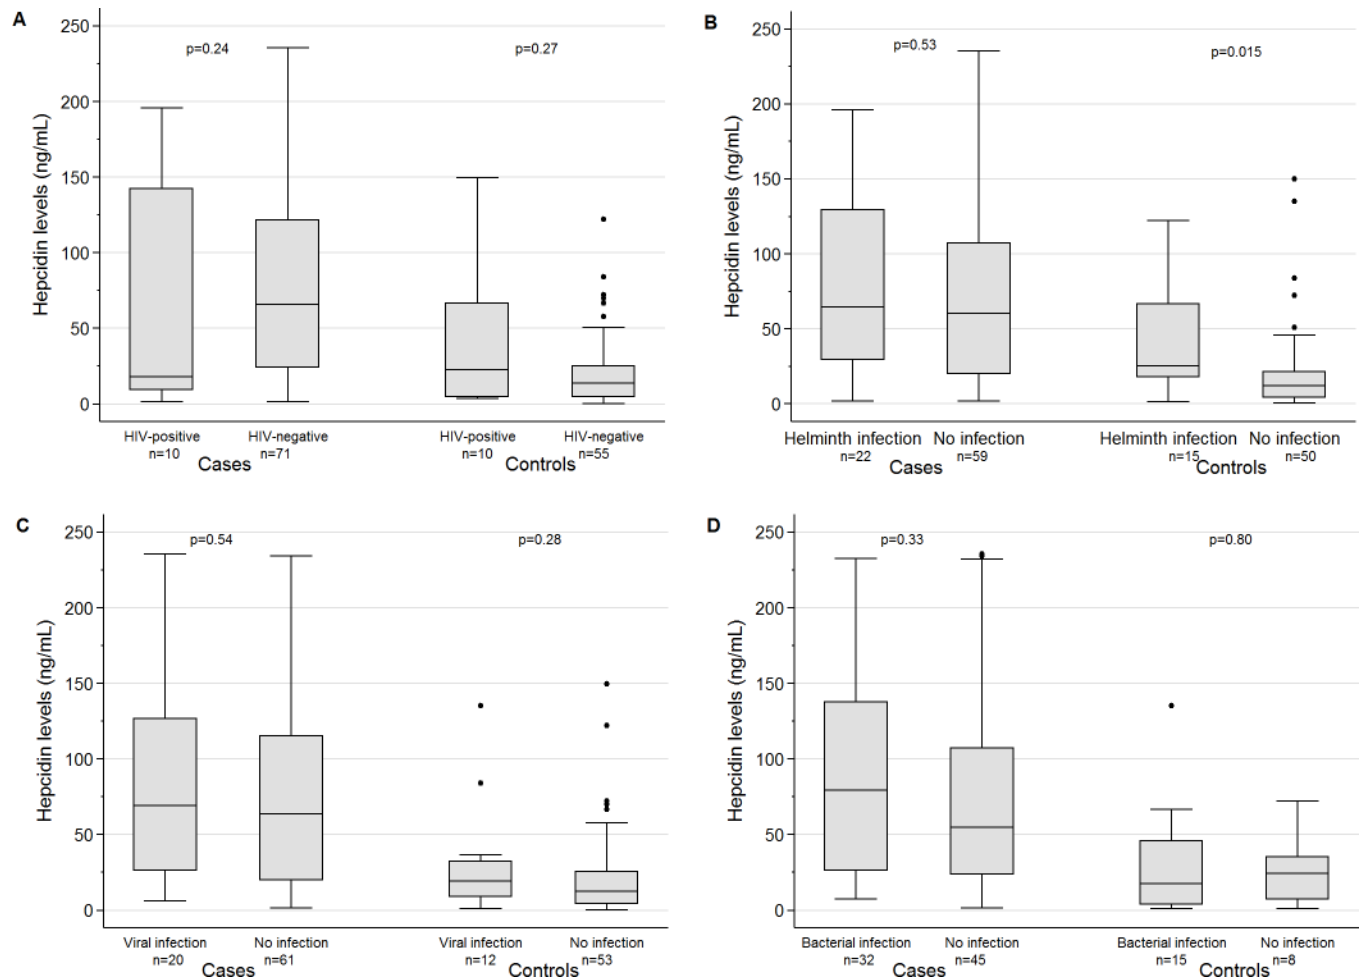 A
250
200
150
100
50
0
Hepcidin levels (ng/mL)
p=0.24
p=0.27
HIV-positive HIV-negative HIV-positive HIV-negative
n=10 n=71 n=10 n=55
Cases Controls
B
250
200
150
100
50
0
Hepcidin levels (ng/mL)
p=0.53
p=0.015
Helminth infection No infection Helminth infection No infection
n=22 n=59 n=15 n=50
Cases Controls
C
250
200
150
100
50
0
Hepcidin levels (ng/mL)
p=0.54
p=0.28
Viral infection No infection Viral infection No infection
n=20 n=61 n=12 n=53
Cases Controls
D
250
200
150
100
50
0
Hepcidin levels (ng/mL)
p=0.33
p=0.80
Bacterial infection No infection Bacterial infection No infection
n=32 n=45 n=15 n=8
Cases Controls